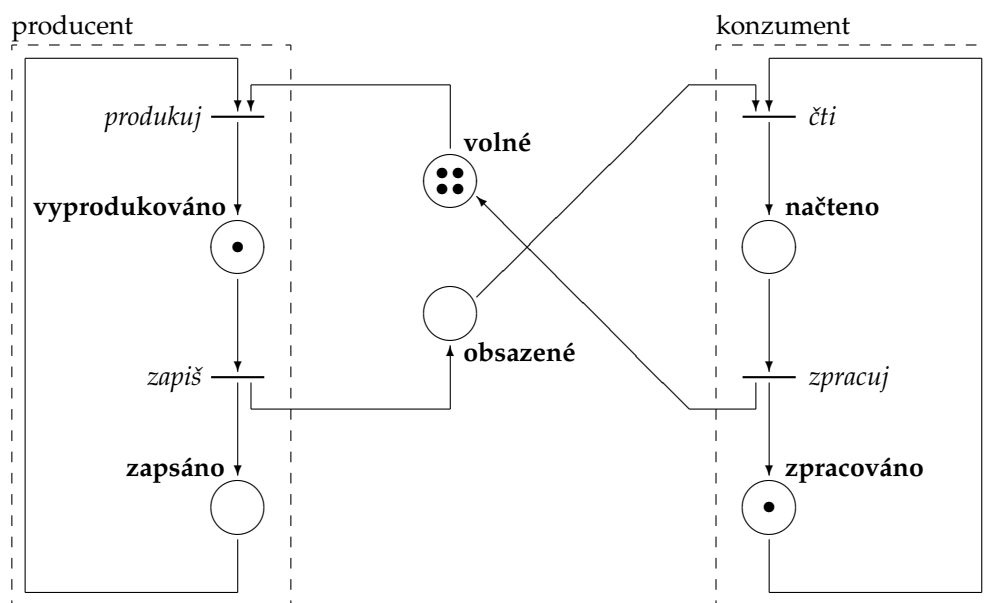 producent
konzument
produkuj
čti
volné
vyprodukováno
načteno
obsazené
zapiš
zpracuj
zapsáno
zpracováno